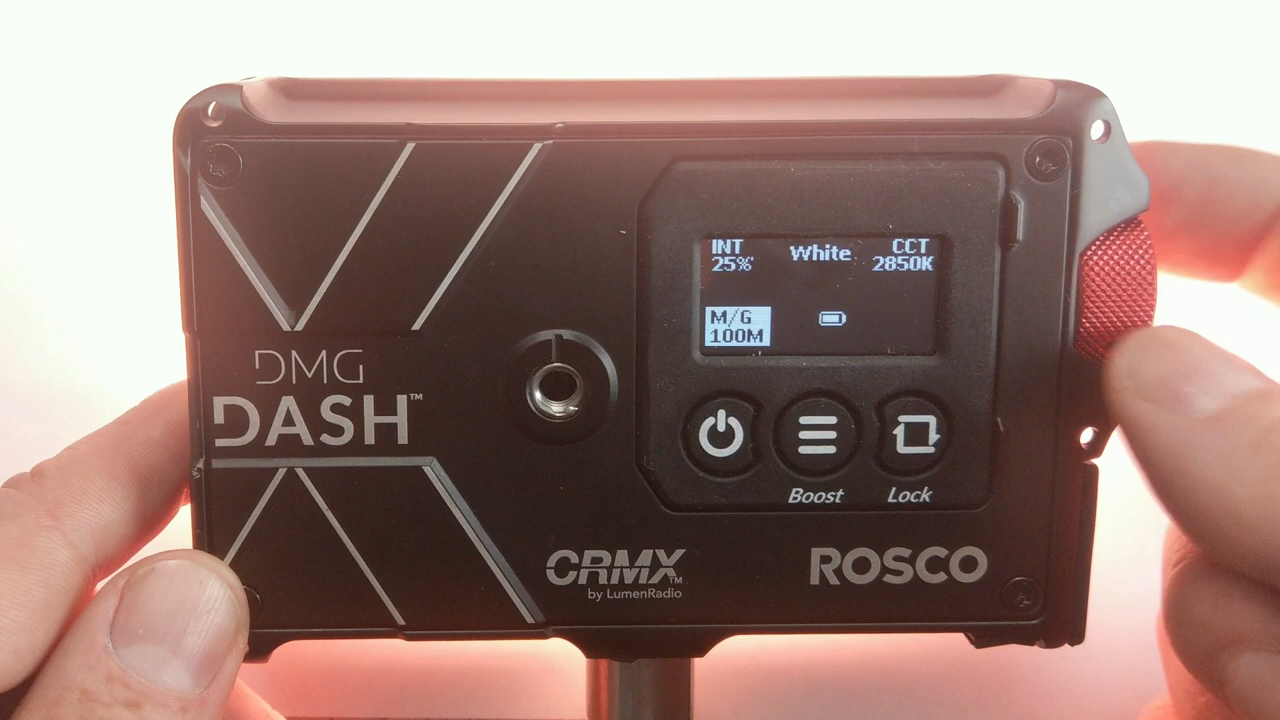 INT White CCT
25% 2850K
M/G
100M
DMG
DASH™
Boost Lock
CRMX™
by LumenRadio
ROSCO